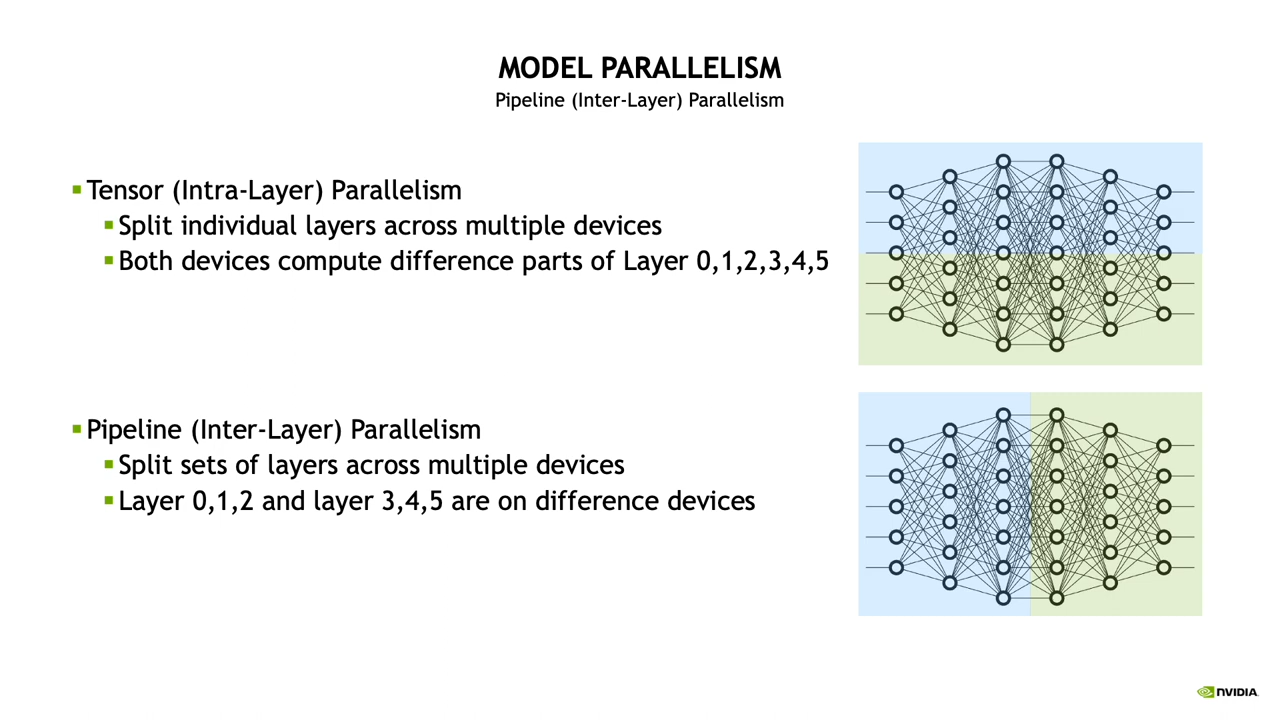 MODEL PARALLELISM
Pipeline (Inter-Layer) Parallelism
Tensor (Intra-Layer) Parallelism
Split individual layers across multiple devices
Both devices compute difference parts of Layer 0,1,2,3,4,5
Pipeline (Inter-Layer) Parallelism
Split sets of layers across multiple devices
Layer 0,1,2 and layer 3,4,5 are on difference devices
NVIDIA.